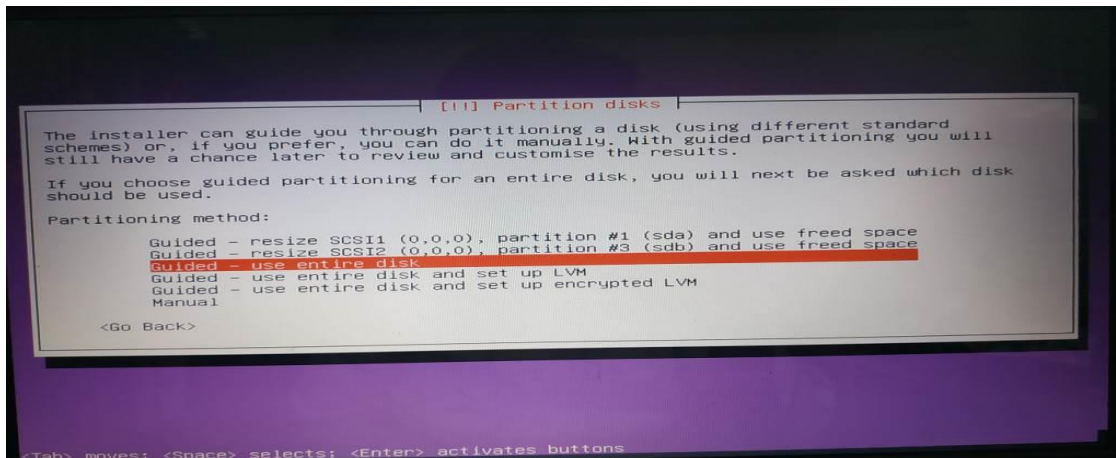 [!!] Partition disks
The installer can guide you through partitioning a disk (using different standard
schemes) or, if you prefer, you can do it manually. With guided partitioning you will
still have a chance later to review and customise the results.
If you choose guided partitioning for an entire disk, you will next be asked which disk
should be used.
Partitioning method:
Guided – resize SCSI1 (0,0,0), partition #1 (sda) and use freed space
Guided – resize SCSI2 (0,0,0), partition #3 (sdb) and use freed space
Guided – use entire disk
Guided – use entire disk and set up LVM
Guided – use entire disk and set up encrypted LVM
Manual
<Go Back>
<Tab> moves; <Space> selects; <Enter> activates buttons